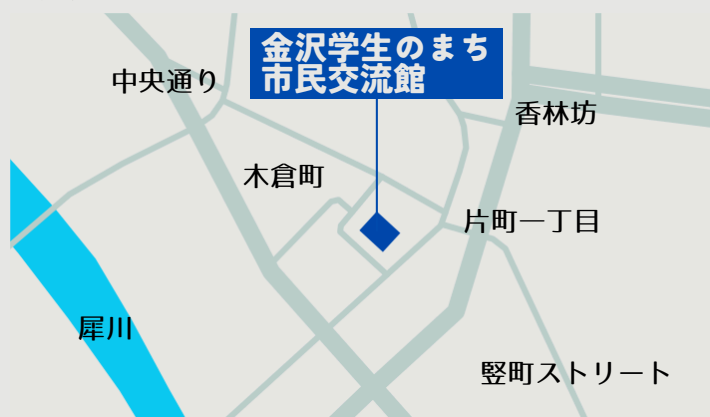 金沢学生のまち
市民交流館
中央通り
香林坊
木倉町
片町一丁目
犀川
竪町ストリート